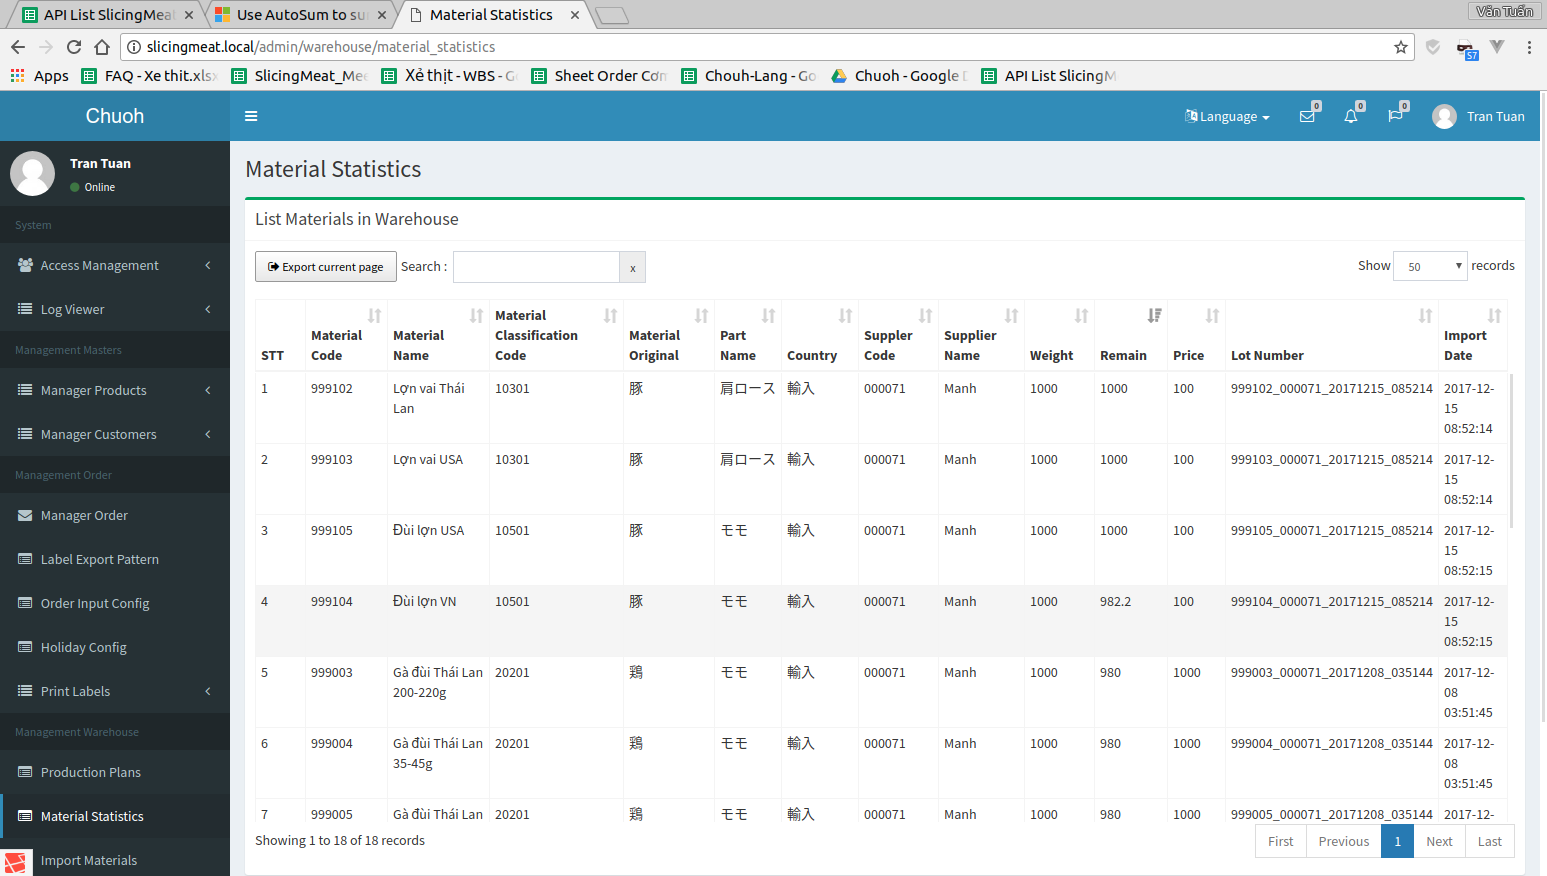 API List SlicingMeat
Use AutoSum to su
Material Statistics
Văn Tuấn
slicingmeat.local/admin/warehouse/material_statistics
57
Apps
FAQ - Xe thit.xls
SlicingMeat_Mee
Xẻ thịt - WBS - G
Sheet Order Cơm
Chouh-Lang - Go
Chuoh - Google D
API List SlicingM
Chuoh
Language
0
0
0
Tran Tuan
Tran Tuan
Online
System
Access Management
Log Viewer
Management Masters
Manager Products
Manager Customers
Management Order
Manager Order
Label Export Pattern
Order Input Config
Holiday Config
Print Labels
Management Warehouse
Production Plans
Material Statistics
Import Materials
Material Statistics
List Materials in Warehouse
Export current page
Search :
x
Show 50 records
STT Material Code Material Name Material Classification Code Material Original Part Name Country Suppler Code Supplier Name Weight Remain Price Lot Number Import Date
1 999102 Lợn vai Thái Lan 10301 豚 肩ロース 輸入 000071 Manh 1000 1000 100 999102_000071_20171215_085214 2017-12-15 08:52:14
2 999103 Lợn vai USA 10301 豚 肩ロース 輸入 000071 Manh 1000 1000 100 999103_000071_20171215_085214 2017-12-15 08:52:14
3 999105 Đùi lợn USA 10501 豚 モモ 輸入 000071 Manh 1000 1000 100 999105_000071_20171215_085214 2017-12-15 08:52:15
4 999104 Đùi lợn VN 10501 豚 モモ 輸入 000071 Manh 1000 982.2 100 999104_000071_20171215_085214 2017-12-15 08:52:15
5 999003 Gà đùi Thái Lan 200-220g 20201 鶏 モモ 輸入 000071 Manh 1000 980 1000 999003_000071_20171208_035144 2017-12-08 03:51:45
6 999004 Gà đùi Thái Lan 35-45g 20201 鶏 モモ 輸入 000071 Manh 1000 980 1000 999004_000071_20171208_035144 2017-12-08 03:51:45
7 999005 Gà đùi Thái Lan 20201 鶏 モモ 輸入 000071 Manh 1000 980 1000 999005_000071_20171208_035144 2017-12-
Showing 1 to 18 of 18 records
First Previous 1 Next Last